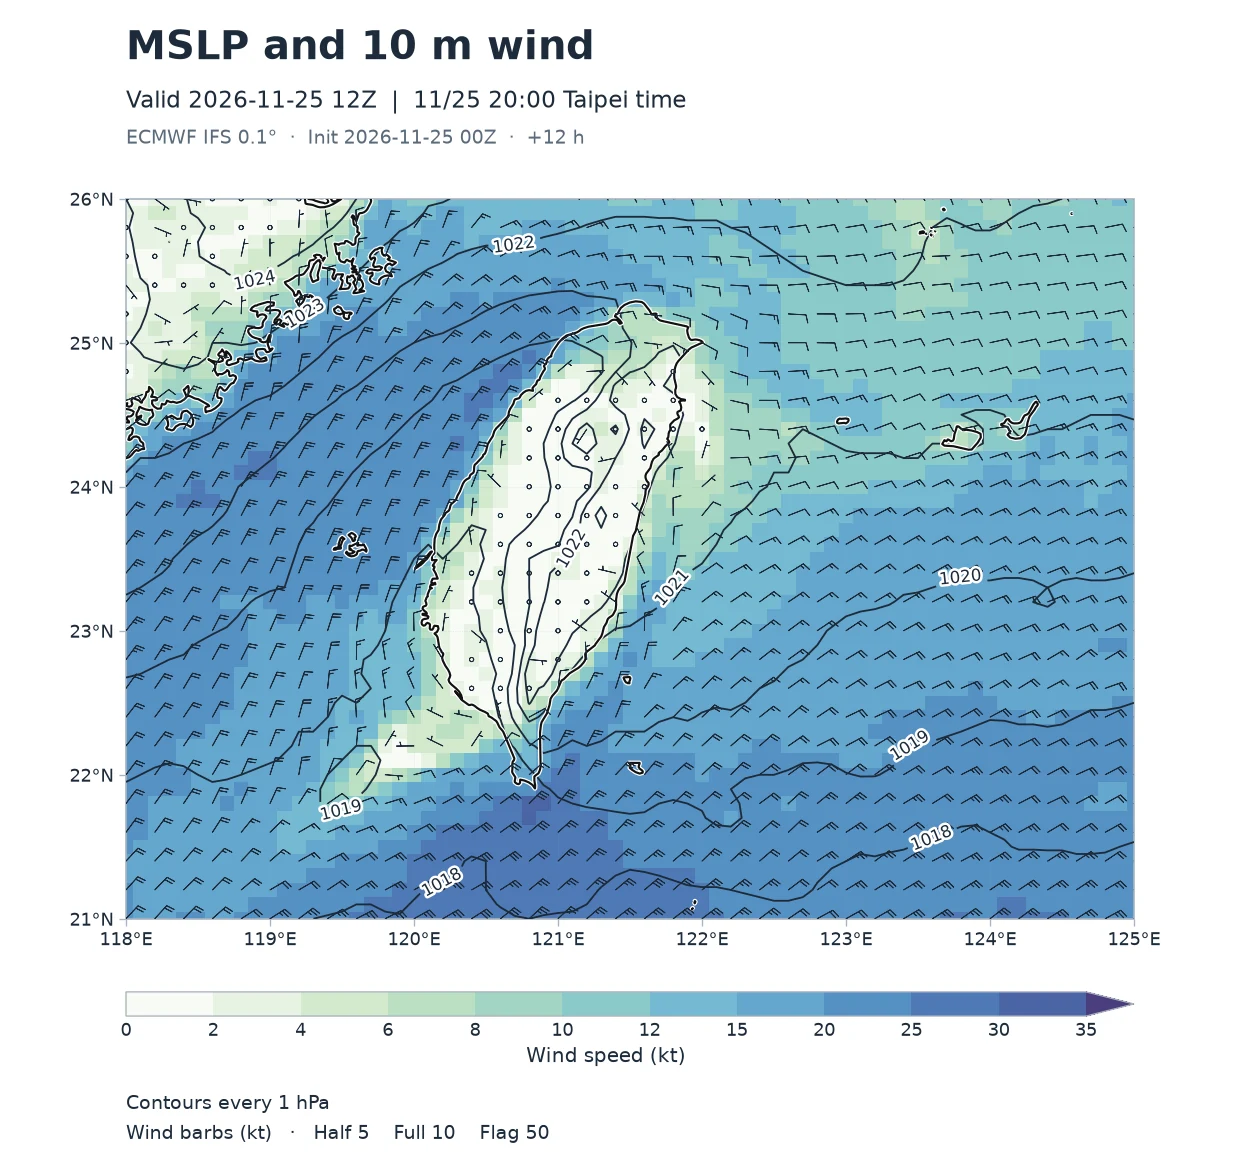 MSLP and 10 m wind
Valid 2026-11-25 12Z | 11/25 20:00 Taipei time
ECMWF IFS 0.1° · Init 2026-11-25 00Z · +12 h
26°N
25°N
24°N
23°N
22°N
21°N
1022
1024
1023
1022
1021
1020
1019
1019
1018
1018
118°E 119°E 120°E 121°E 122°E 123°E 124°E 125°E
0 2 4 6 8 10 12 15 20 25 30 35
Wind speed (kt)
Contours every 1 hPa
Wind barbs (kt) · Half 5 Full 10 Flag 50